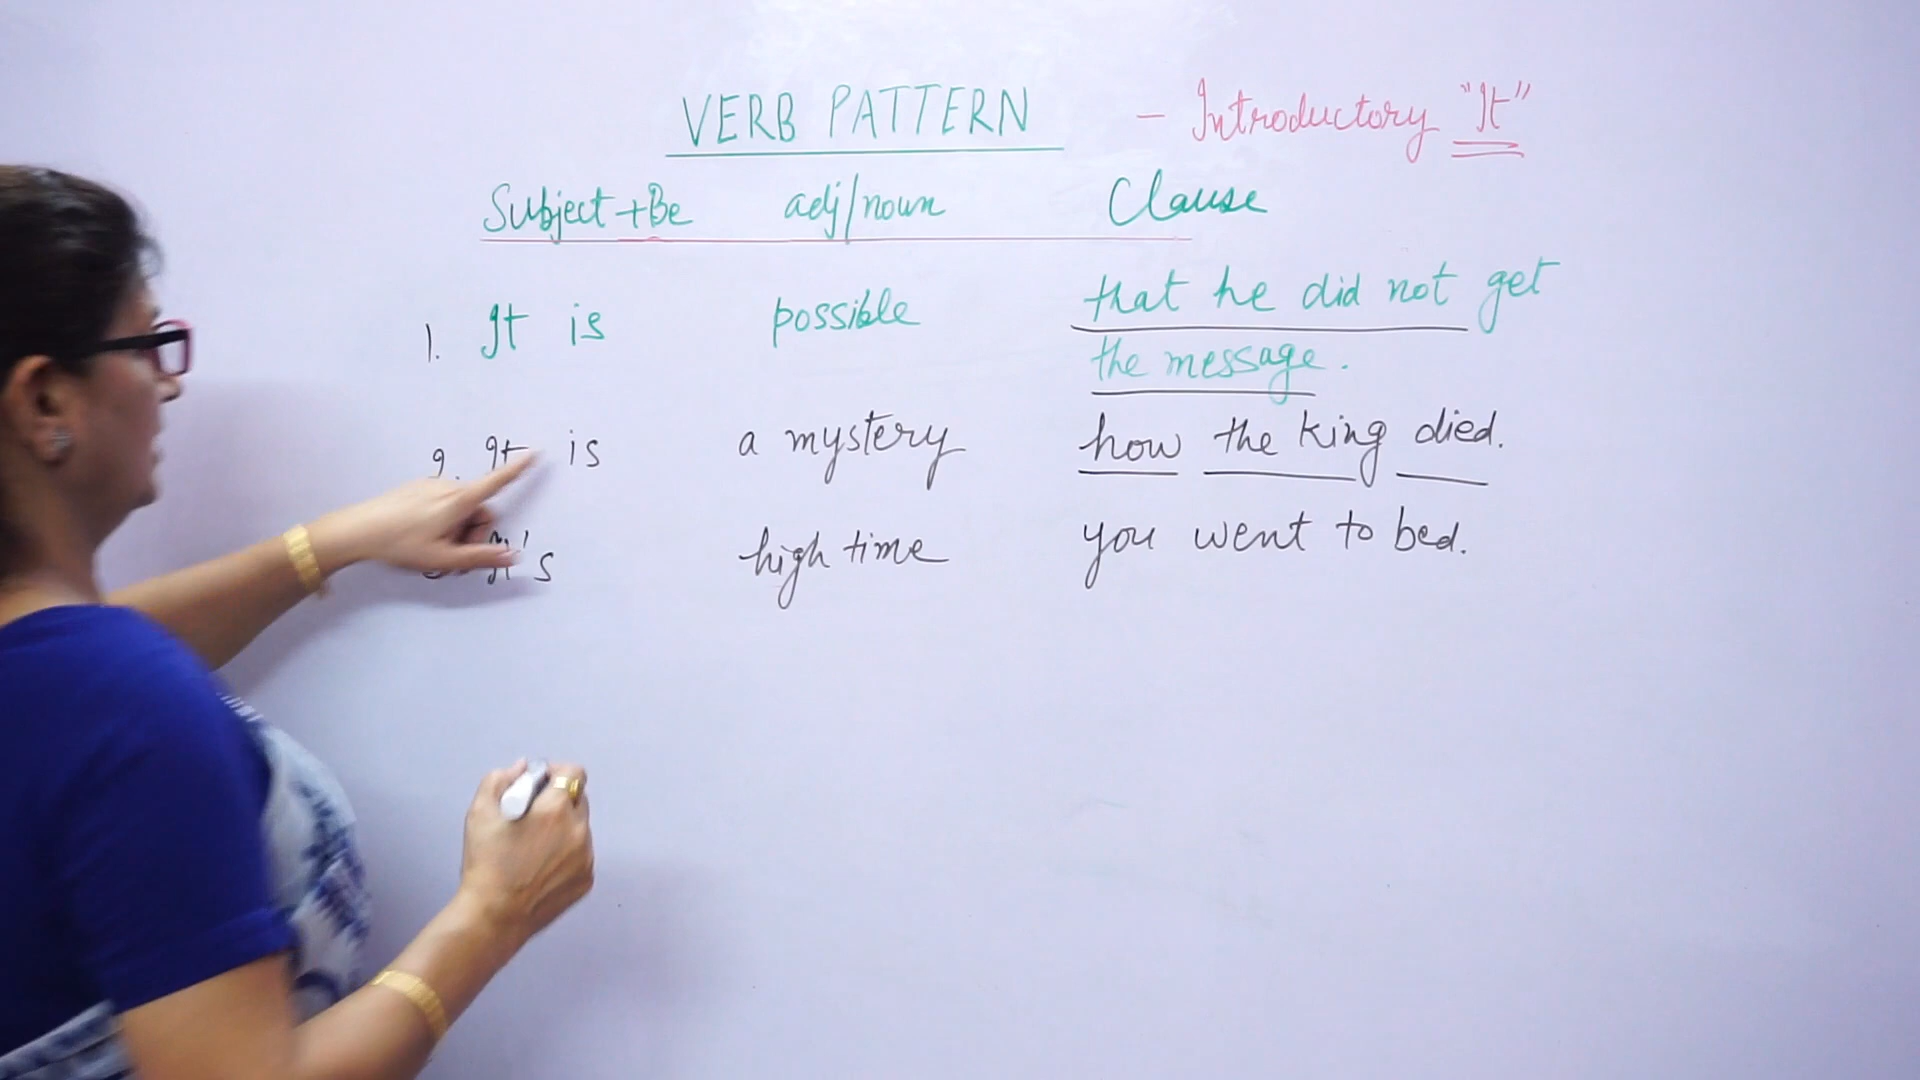 VERB PATTERN - Introductory "It"
Subject + Be adj/noun Clause
1. It is possible that he did not get
the message.
2. It is a mystery how the king died.
It's high time you went to bed.